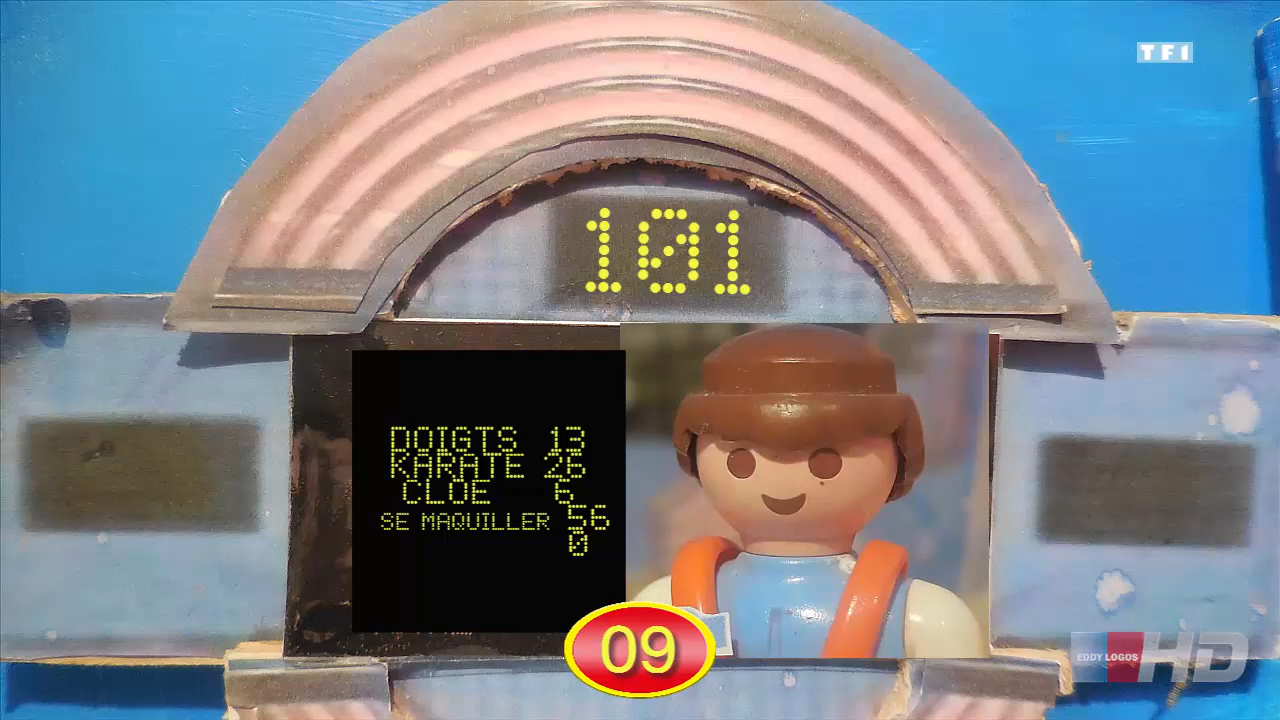 TF1
101
DOIGTS 13
KARATE 26
CLOE 6
SE MAQUILLER 56
0
09
EDDY LOGOS HD